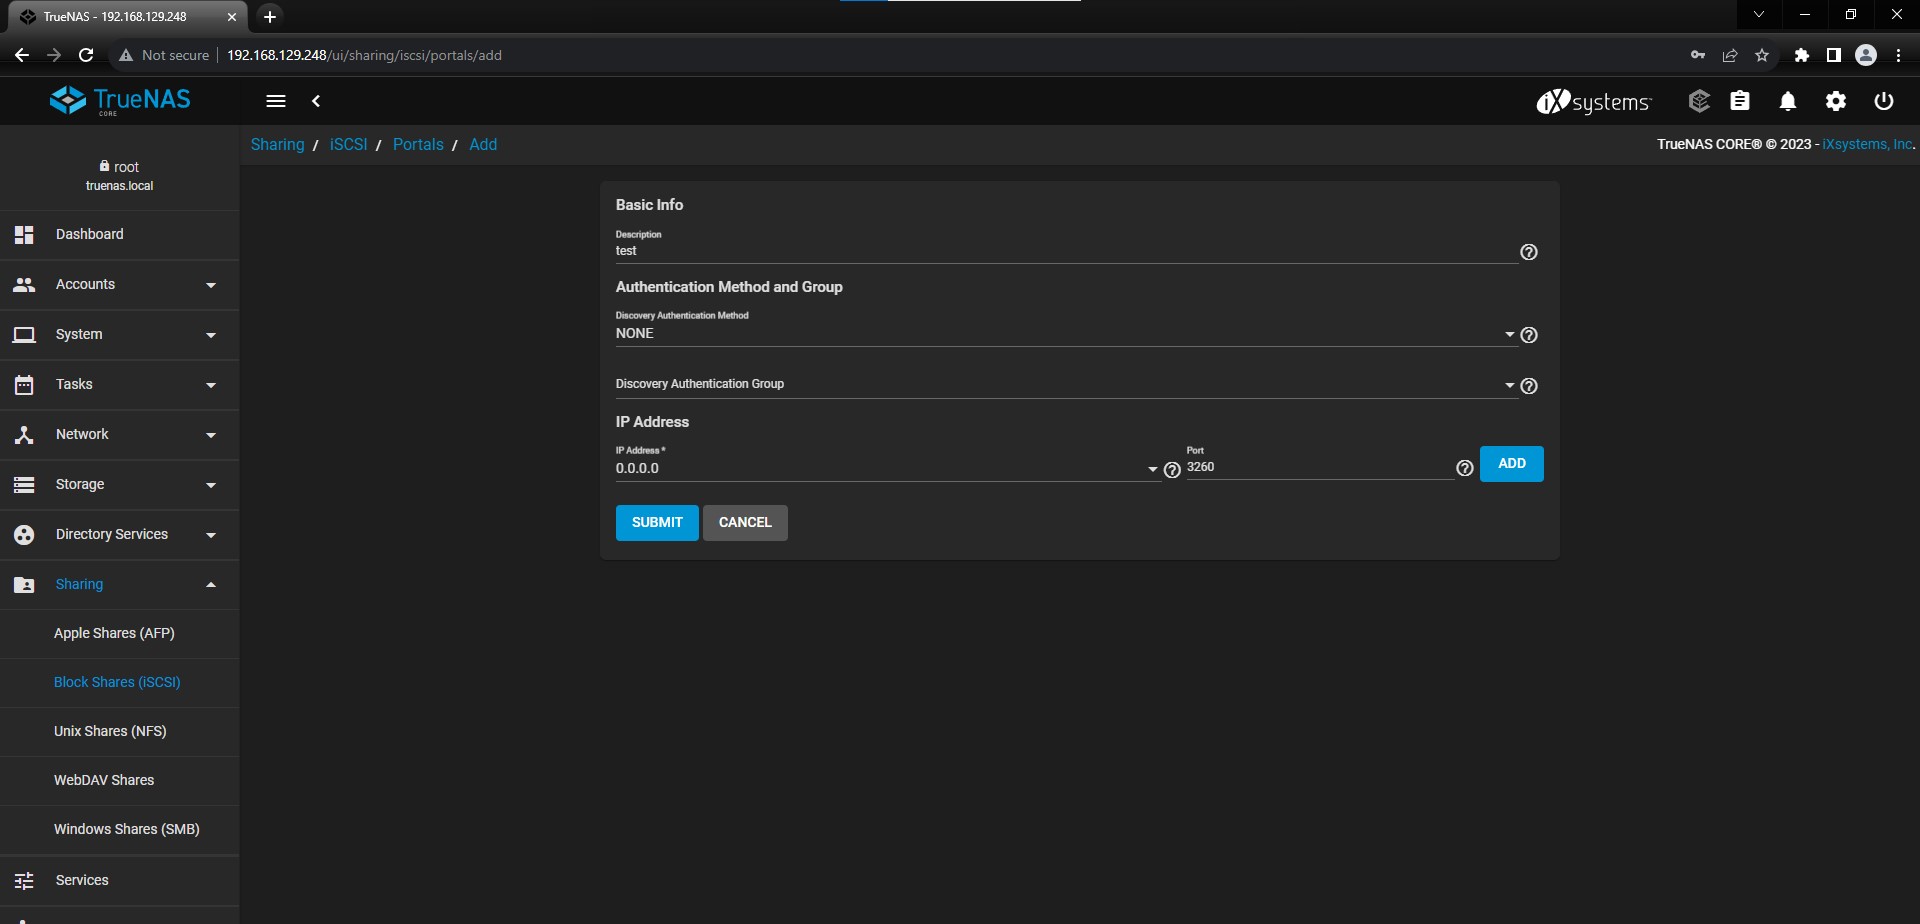 TrueNAS - 192.168.129.248
Not secure
192.168.129.248/ui/sharing/iscsi/portals/add
TrueNAS
CORE
iXsystems
Sharing / iSCSI / Portals / Add
TrueNAS CORE® © 2023 - iXsystems, Inc.
root
truenas.local
Dashboard
Accounts
System
Tasks
Network
Storage
Directory Services
Sharing
Apple Shares (AFP)
Block Shares (iSCSI)
Unix Shares (NFS)
WebDAV Shares
Windows Shares (SMB)
Services
Basic Info
Description
test
Authentication Method and Group
Discovery Authentication Method
NONE
Discovery Authentication Group
IP Address
IP Address *
0.0.0.0
Port
3260
ADD
SUBMIT
CANCEL